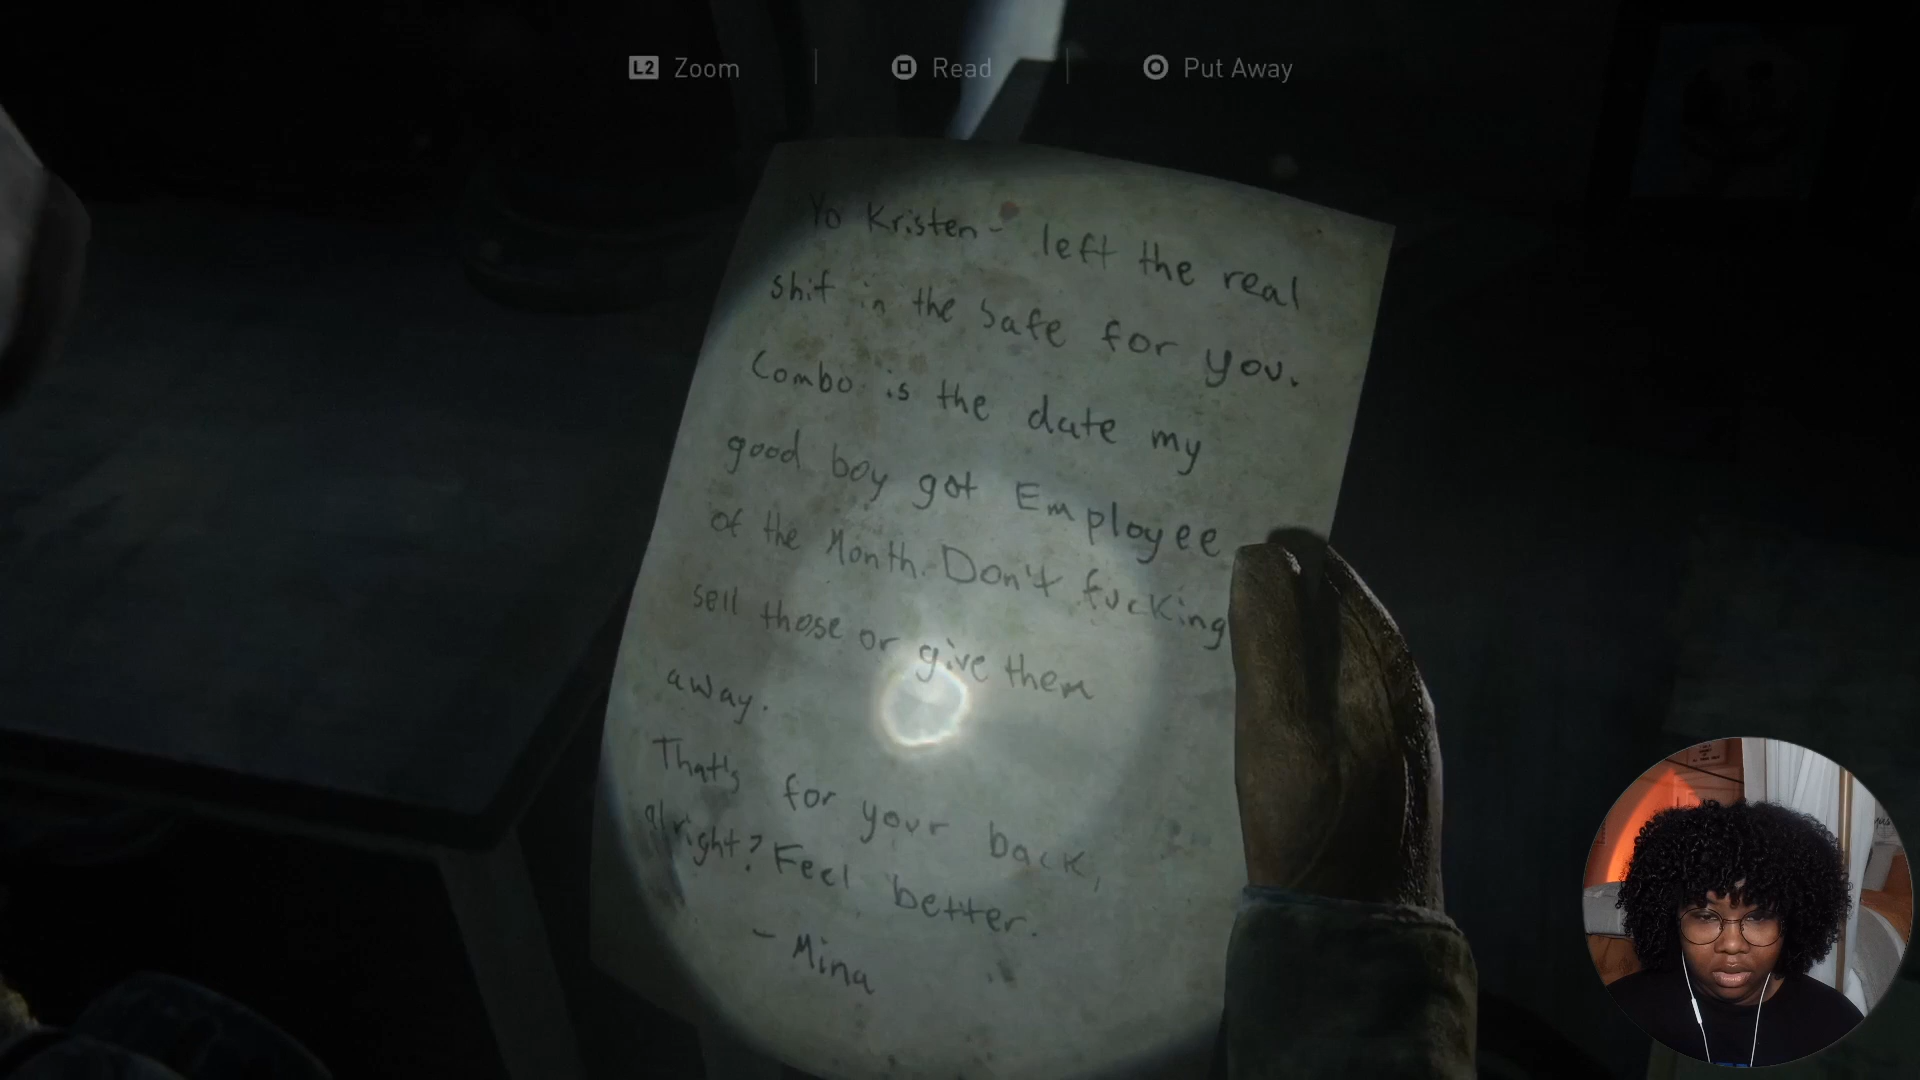 L2 Zoom
Read
Put Away
Yo Kristen - left the real
shit in the safe for you.
Combo is the date my
good boy got Employee
of the Month. Don't fucking
sell those or give them
away.
That's for your back,
alright? Feel better.
- Mina